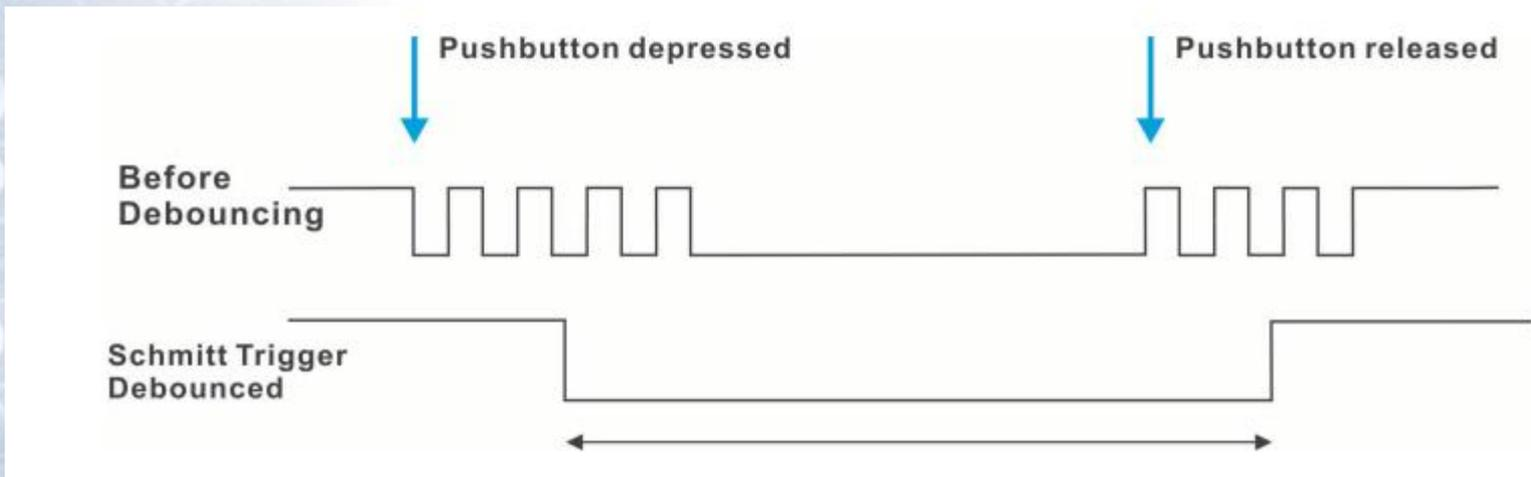 Pushbutton depressed
Pushbutton released
Before
Debouncing
Schmitt Trigger
Debounced